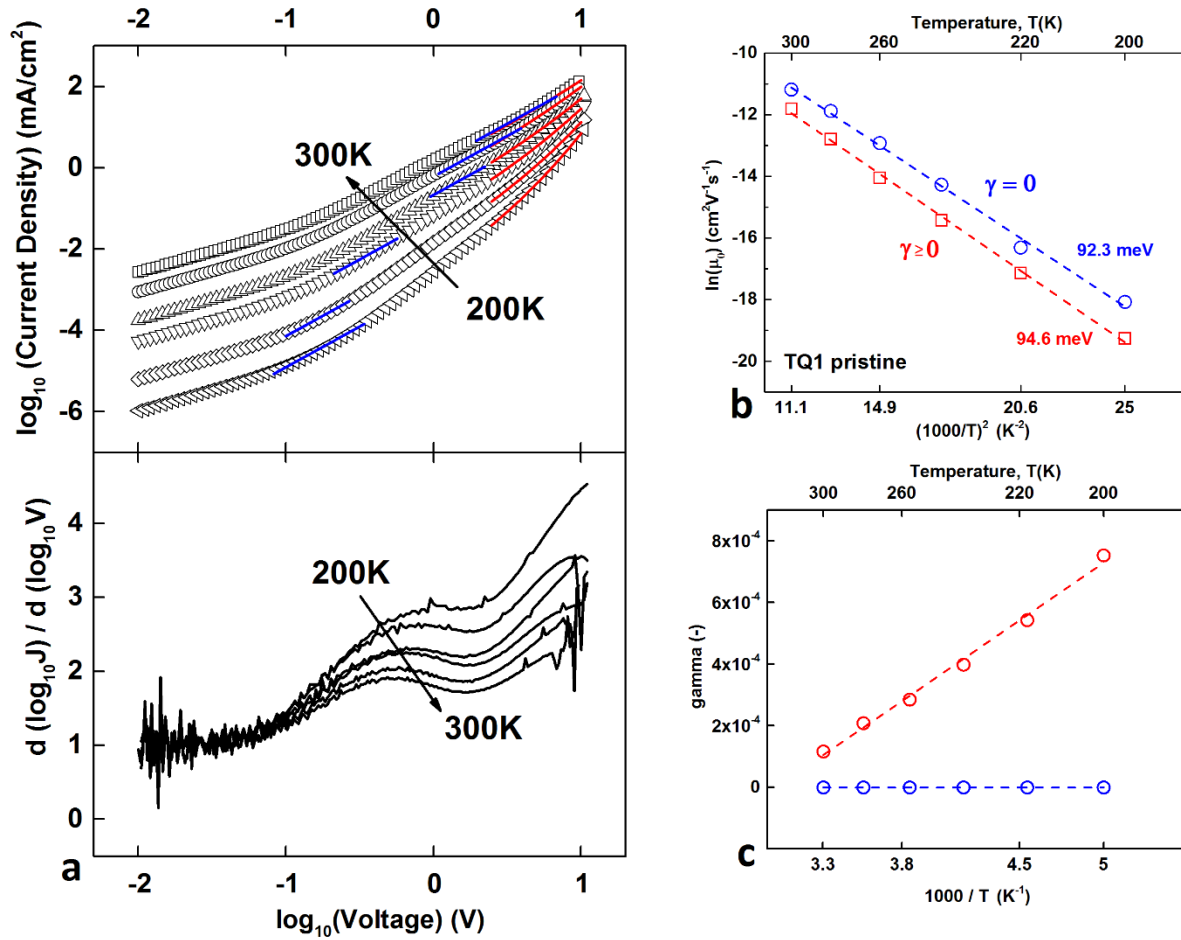 -2 -1 0 1
log₁₀ (Current Density) (mA/cm²)
2
0
-2
-4
-6
300K
200K
d (log₁₀J) / d (log₁₀V)
4
3
2
1
0
200K
300K
-2 -1 0 1
log₁₀(Voltage) (V)
a
Temperature, T(K)
300 260 220 200
ln(μ₀) (cm²V⁻¹s⁻¹)
-10
-12
-14
-16
-18
-20
γ = 0
γ ≥ 0
92.3 meV
94.6 meV
TQ1 pristine
11.1 14.9 20.6 25
(1000/T)² (K⁻²)
b
Temperature, T(K)
300 260 220 200
gamma (-)
8x10⁻⁴
6x10⁻⁴
4x10⁻⁴
2x10⁻⁴
0
3.3 3.8 4.5 5
1000 / T (K⁻¹)
c